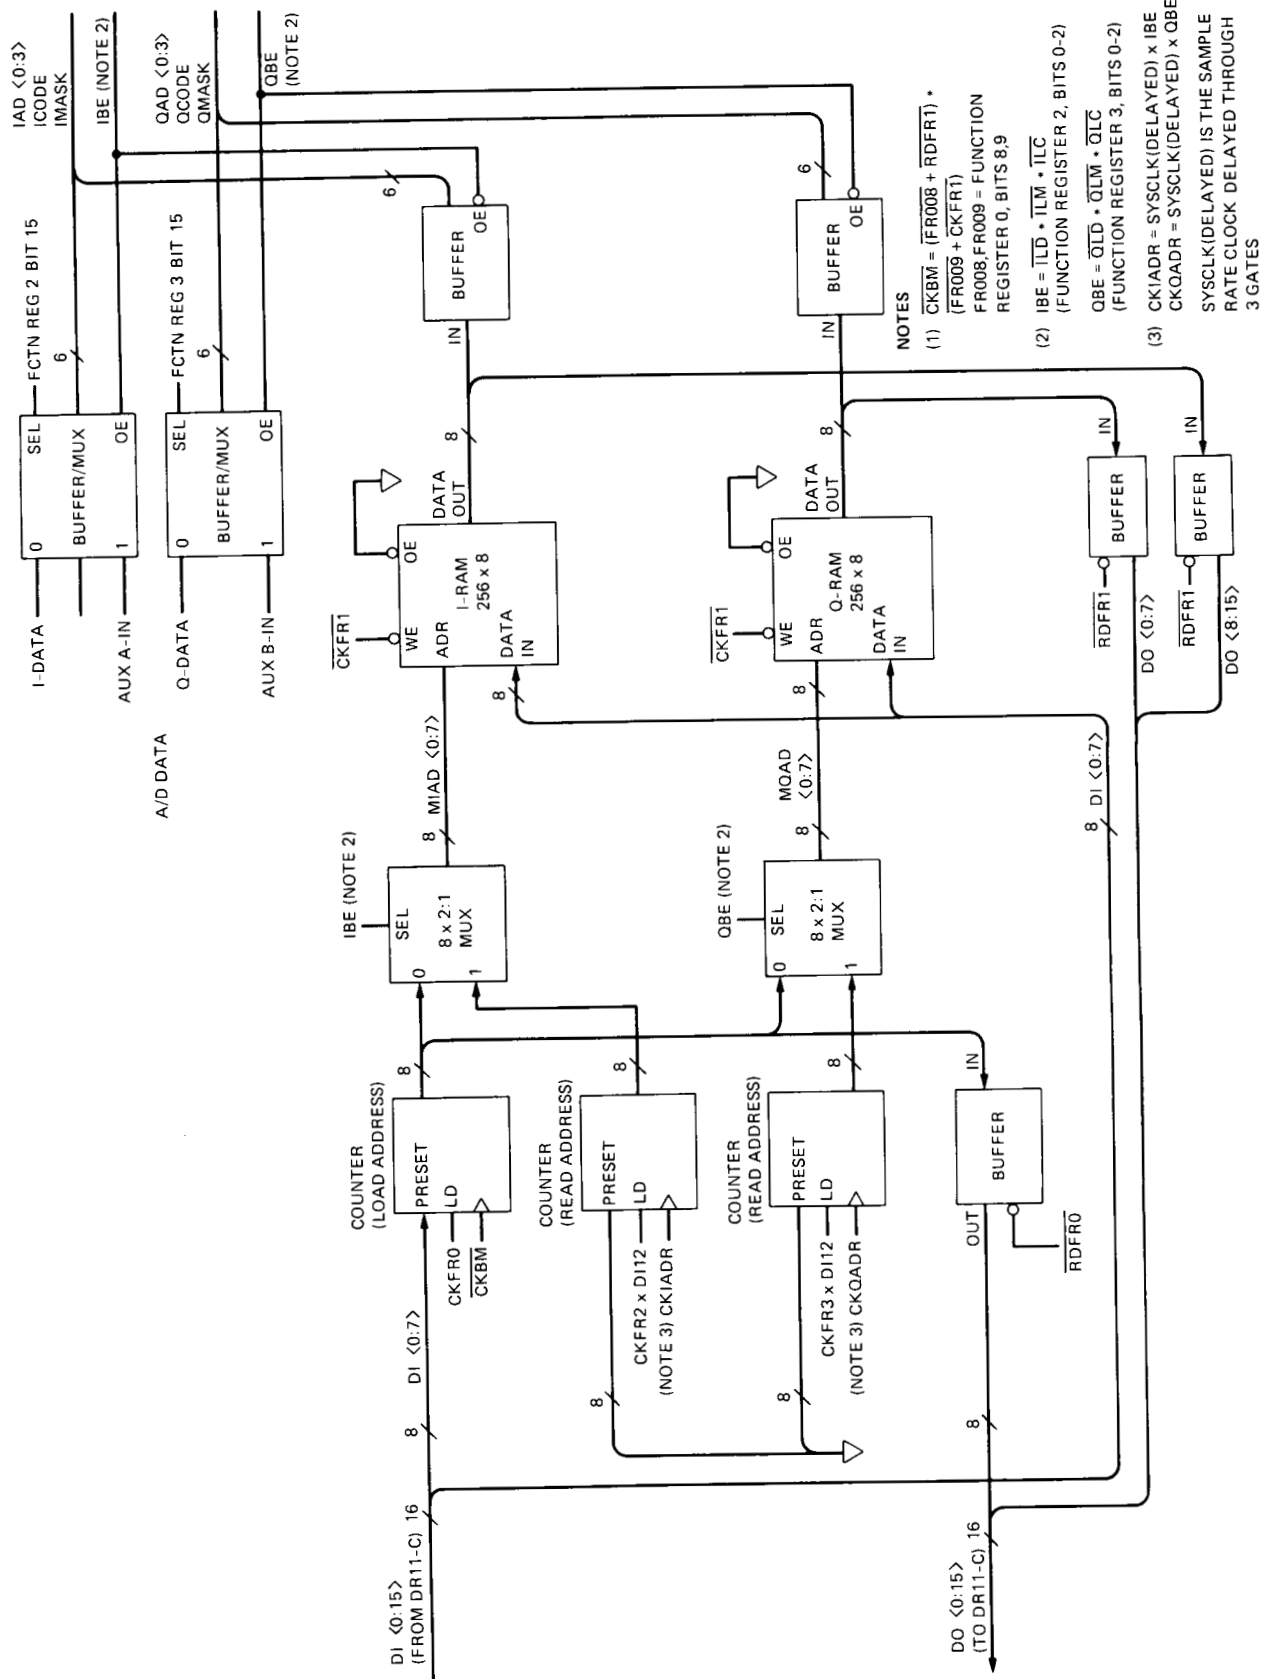 IAD <0:3>
ICODE
IMASK
IBE (NOTE 2)
QAD <0:3>
QCODE
QMASK
QBE
(NOTE 2)
I-DATA
0
SEL
FCTN REG 2 BIT 15
BUFFER/MUX
6
AUX A-IN
1
OE
Q-DATA
0
SEL
FCTN REG 3 BIT 15
BUFFER/MUX
6
AUX B-IN
1
OE
A/D DATA
COUNTER
(LOAD ADDRESS)
DI <0:7>
8
PRESET
LD
CKFR0
CKBM
8
IBE (NOTE 2)
SEL
0
8 x 2:1
MUX
1
MIAD <0:7>
8
CKFR1
WE
OE
ADR
I-RAM
256 x 8
DATA
IN
8
DATA
OUT
8
IN
BUFFER
OE
6
COUNTER
(READ ADDRESS)
8
PRESET
LD
CKFR2 x DI12
(NOTE 3) CKIADR
8
COUNTER
(READ ADDRESS)
8
PRESET
LD
CKFR3 x DI12
(NOTE 3) CKQADR
8
QBE (NOTE 2)
SEL
0
8 x 2:1
MUX
1
MQAD
<0:7>
8
CKFR1
WE
OE
ADR
Q-RAM
256 x 8
DATA
IN
8
DATA
OUT
8
IN
BUFFER
OE
6
DI <0:15>
(FROM DR11-C) 16
IN
BUFFER
OUT
RDFR0
8
DO <0:15>
(TO DR11-C) 16
8 DI <0:7>
RDFR1
BUFFER
IN
DO <0:7>
RDFR1
BUFFER
IN
DO <8:15>
NOTES
(1) CKBM = (FR008 + RDFR1) •
(FR009 + CKFR1)
FR008,FR009 = FUNCTION
REGISTER 0, BITS 8,9
(2) IBE = ILD • ILM • ILC
(FUNCTION REGISTER 2, BITS 0-2)
QBE = QLD • QLM • QLC
(FUNCTION REGISTER 3, BITS 0-2)
(3) CKIADR = SYSCLK(DELAYED) x IBE
CKQADR = SYSCLK(DELAYED) x QBE
SYSCLK(DELAYED) IS THE SAMPLE
RATE CLOCK DELAYED THROUGH
3 GATES